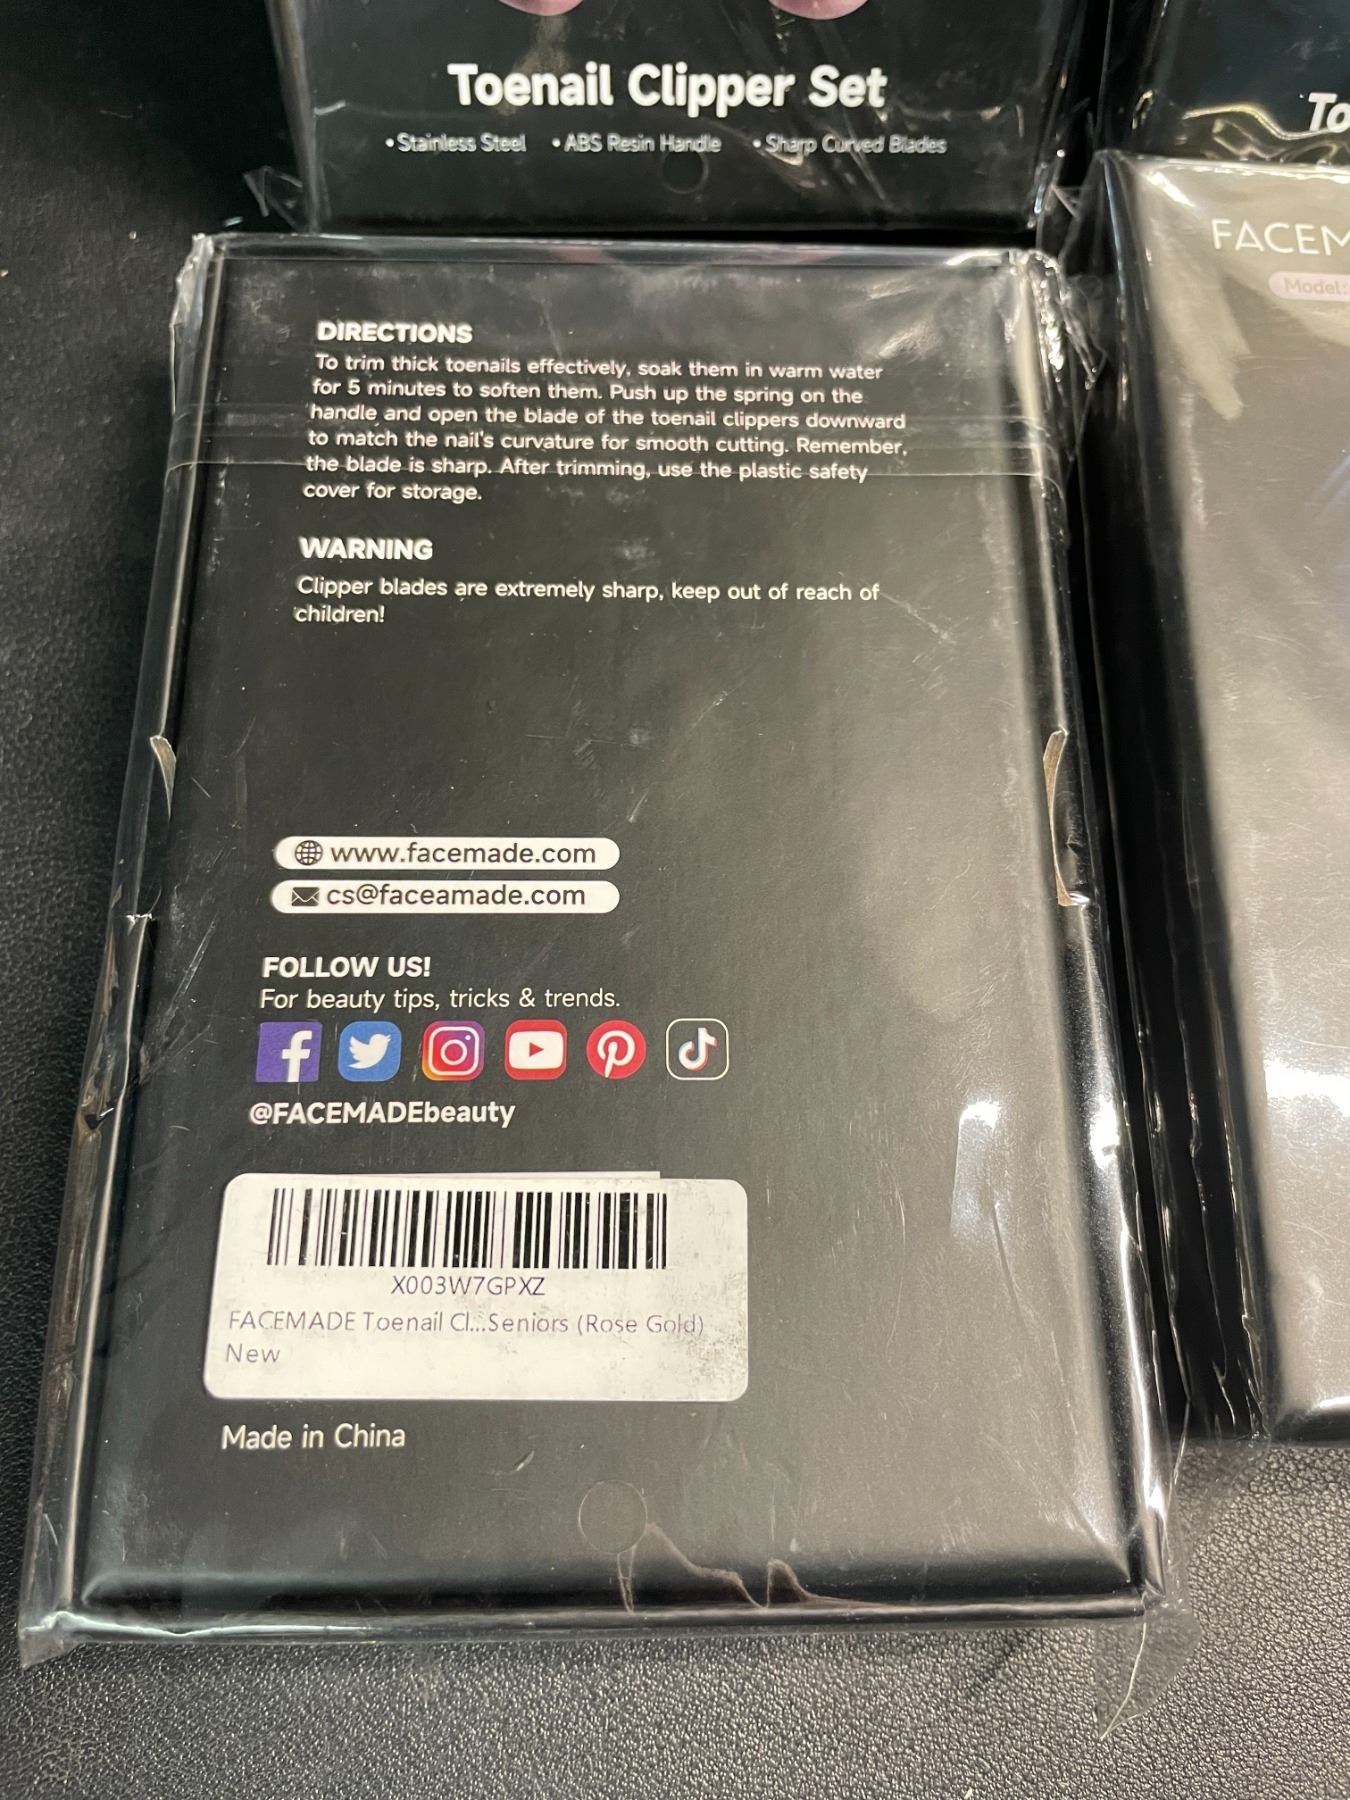 Toenail Clipper Set
• Stainless Steel • ABS Resin Handle • Sharp Curved Blades
To
FACEM
Model:
DIRECTIONS
To trim thick toenails effectively, soak them in warm water
for 5 minutes to soften them. Push up the spring on the
handle and open the blade of the toenail clippers downward
to match the nail's curvature for smooth cutting. Remember,
the blade is sharp. After trimming, use the plastic safety
cover for storage.
WARNING
Clipper blades are extremely sharp, keep out of reach of
children!
www.facemade.com
cs@faceamade.com
FOLLOW US!
For beauty tips, tricks & trends.
@FACEMADEbeauty
X003W7GPXZ
FACEMADE Toenail Cl...Seniors (Rose Gold)
New
Made in China